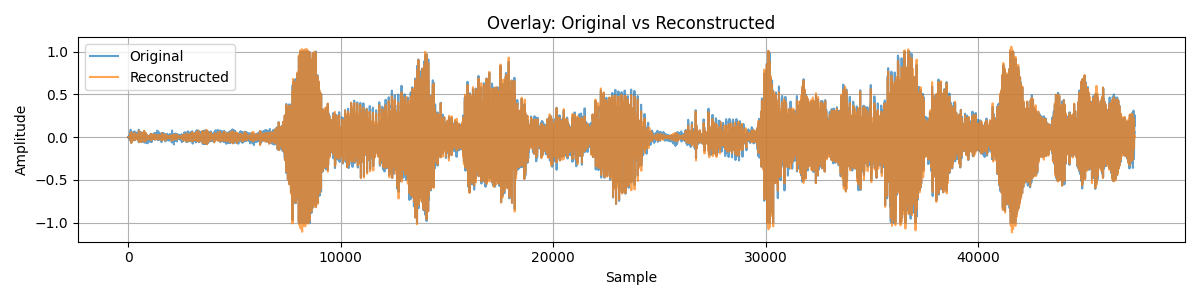 Overlay: Original vs Reconstructed
Original
Reconstructed
Amplitude
1.0
0.5
0.0
−0.5
−1.0
0 10000 20000 30000 40000
Sample